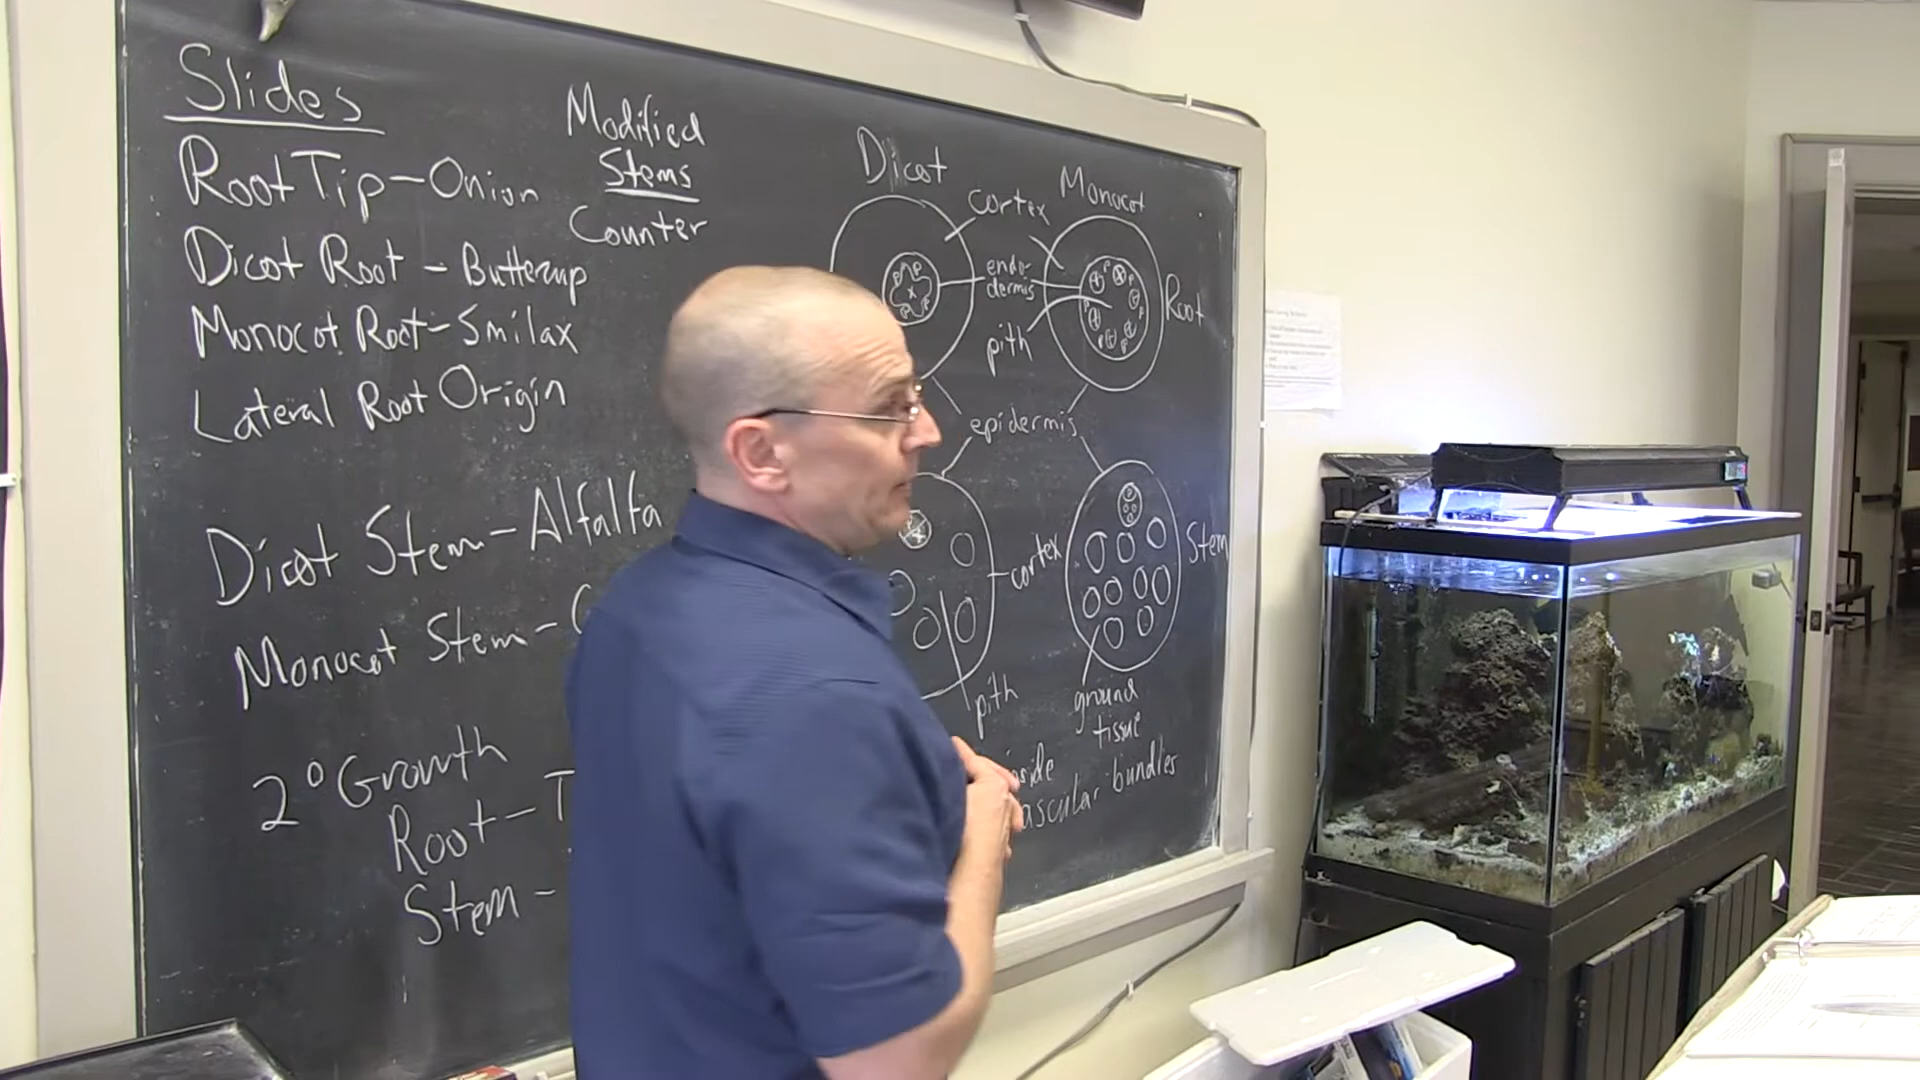 Slides
Root Tip - Onion
Dicot Root - Buttercup
Monocot Root - Smilax
Lateral Root Origin
Dicot Stem - Alfalfa
Monocot Stem -
2° Growth
Root -
Stem -
Modified
Stems
Counter
Dicot
Monocot
cortex
endo-
dermis
Root
pith
epidermis
cortex
Stem
pith
ground
tissue
bundles